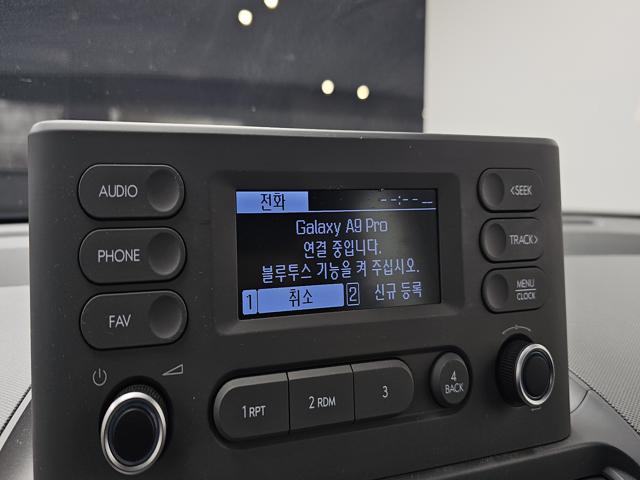 AUDIO
PHONE
FAV
전화 --:--
Galaxy A9 Pro
연결 중입니다.
블루투스 기능을 켜 주십시오.
1 취소 2 신규 등록
<SEEK
TRACK>
MENU
CLOCK
1 RPT
2 RDM
3
4
BACK